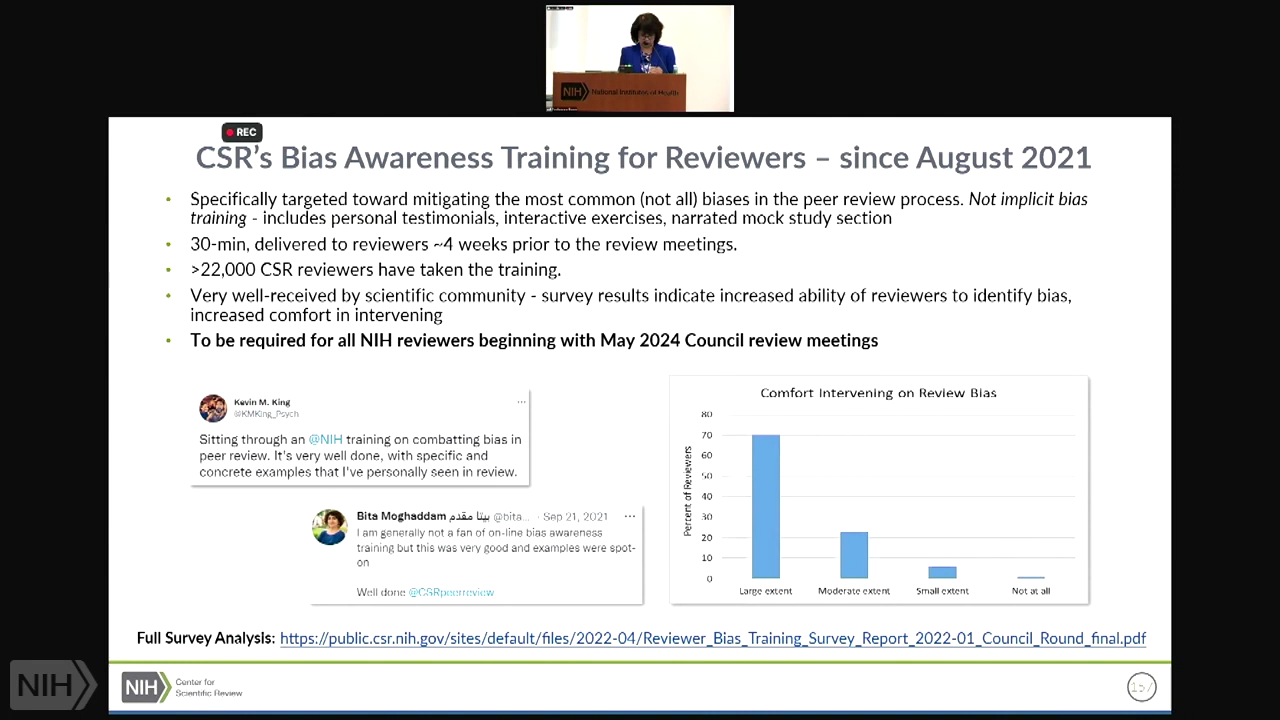 NIH National Institutes of Health
REC
CSR's Bias Awareness Training for Reviewers – since August 2021
• Specifically targeted toward mitigating the most common (not all) biases in the peer review process. Not implicit bias
training - includes personal testimonials, interactive exercises, narrated mock study section
• 30-min, delivered to reviewers ~4 weeks prior to the review meetings.
• >22,000 CSR reviewers have taken the training.
• Very well-received by scientific community - survey results indicate increased ability of reviewers to identify bias,
increased comfort in intervening
• To be required for all NIH reviewers beginning with May 2024 Council review meetings
Kevin M. King
@KMKing_Psych
...
Sitting through an @NIH training on combatting bias in
peer review. It's very well done, with specific and
concrete examples that I've personally seen in review.
Bita Moghaddam بیتا مقدم @bita... · Sep 21, 2021 ...
I am generally not a fan of on-line bias awareness
training but this was very good and examples were spot-
on
Well done @CSRpeerreview
Comfort Intervening on Review Bias
Percent of Reviewers
80
70
60
50
40
30
20
10
0
Large extent Moderate extent Small extent Not at all
Full Survey Analysis: https://public.csr.nih.gov/sites/default/files/2022-04/Reviewer_Bias_Training_Survey_Report_2022-01_Council_Round_final.pdf
NIH
NIH Center for
Scientific Review